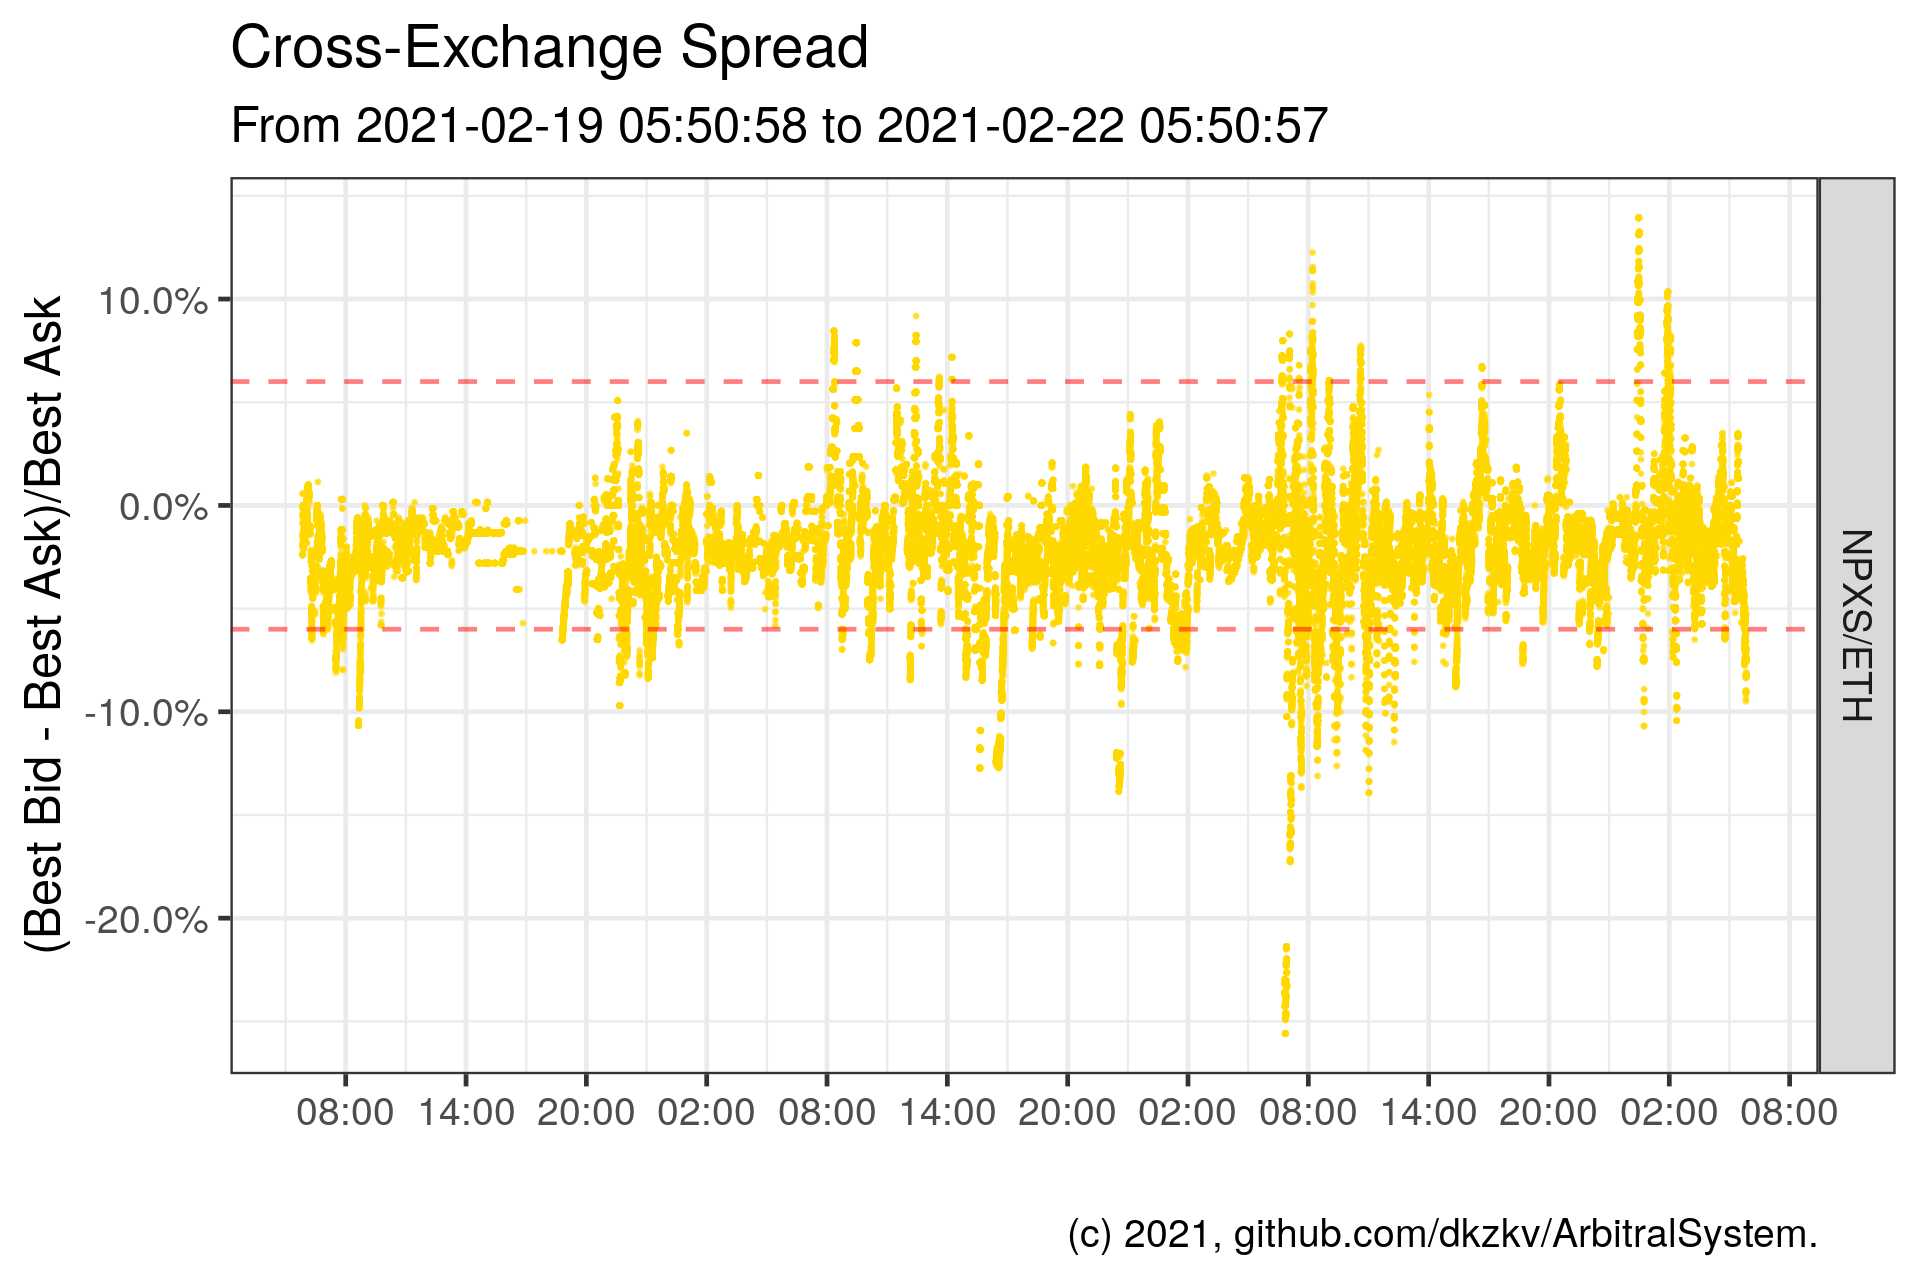 Cross-Exchange Spread
From 2021-02-19 05:50:58 to 2021-02-22 05:50:57
(Best Bid - Best Ask)/Best Ask
10.0%
0.0%
-10.0%
-20.0%
NPXS/ETH
08:00 14:00 20:00 02:00 08:00 14:00 20:00 02:00 08:00 14:00 20:00 02:00 08:00
(c) 2021, github.com/dkzkv/ArbitralSystem.